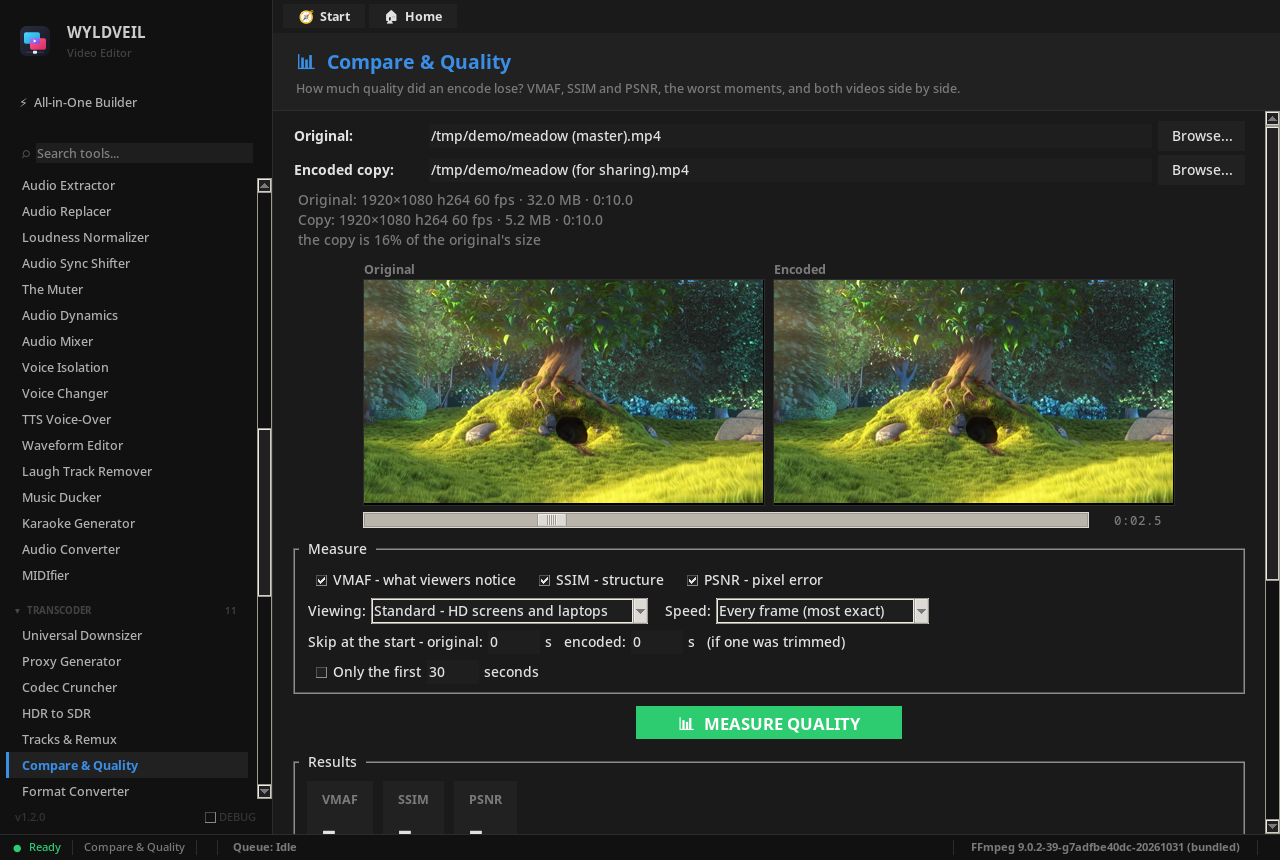 WYLDVEIL
Video Editor
⚡ All-in-One Builder
Search tools...
Audio Extractor
Audio Replacer
Loudness Normalizer
Audio Sync Shifter
The Muter
Audio Dynamics
Audio Mixer
Voice Isolation
Voice Changer
TTS Voice-Over
Waveform Editor
Laugh Track Remover
Music Ducker
Karaoke Generator
Audio Converter
MIDIfier
TRANSCODER 11
Universal Downsizer
Proxy Generator
Codec Cruncher
HDR to SDR
Tracks & Remux
Compare & Quality
Format Converter
v1.2.0 DEBUG
Start Home
Compare & Quality
How much quality did an encode lose? VMAF, SSIM and PSNR, the worst moments, and both videos side by side.
Original: /tmp/demo/meadow (master).mp4 Browse...
Encoded copy: /tmp/demo/meadow (for sharing).mp4 Browse...
Original: 1920×1080 h264 60 fps · 32.0 MB · 0:10.0
Copy: 1920×1080 h264 60 fps · 5.2 MB · 0:10.0
the copy is 16% of the original's size
Original Encoded
0:02.5
Measure
VMAF - what viewers notice SSIM - structure PSNR - pixel error
Viewing: Standard - HD screens and laptops Speed: Every frame (most exact)
Skip at the start - original: 0 s encoded: 0 s (if one was trimmed)
Only the first 30 seconds
MEASURE QUALITY
Results
VMAF SSIM PSNR
Ready Compare & Quality Queue: Idle FFmpeg 9.0.2-39-g7adfbe40dc-20261031 (bundled)